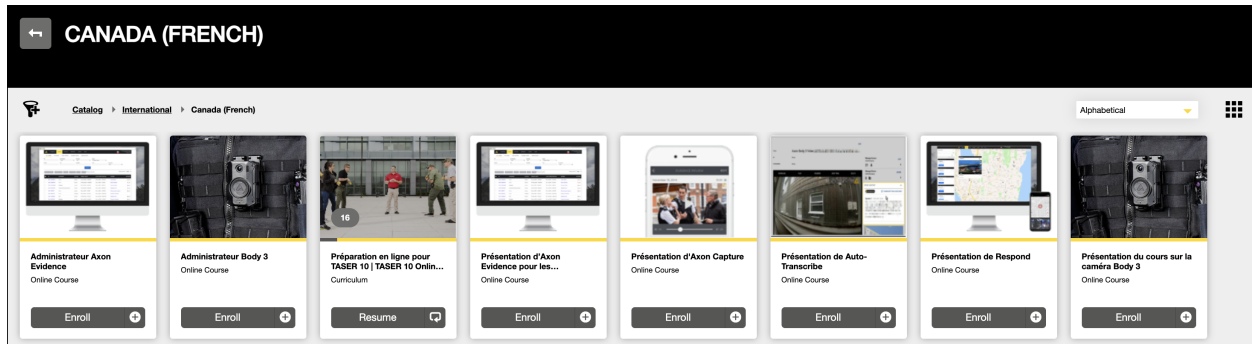 CANADA (FRENCH)
Catalog
International
Canada (French)
Alphabetical
Administrateur Axon
Evidence
Online Course
Enroll
Administrateur Body 3
Online Course
Enroll
16
Préparation en ligne pour
TASER 10 | TASER 10 Onlin...
Curriculum
Resume
Présentation d'Axon
Evidence pour les...
Online Course
Enroll
Présentation d'Axon Capture
Online Course
Enroll
Présentation de Auto-
Transcribe
Online Course
Enroll
Présentation de Respond
Online Course
Enroll
Présentation du cours sur la
caméra Body 3
Online Course
Enroll